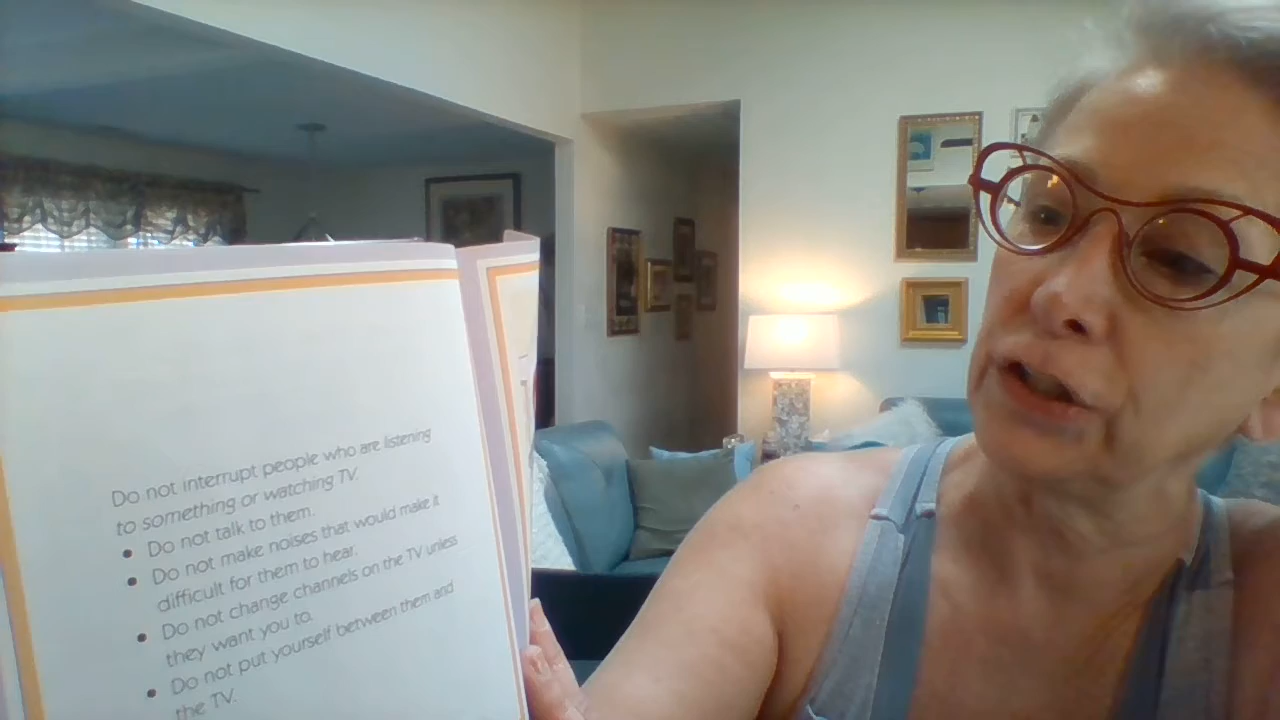 Do not interrupt people who are listening
to something or watching TV.
• Do not talk to them.
• Do not make noises that would make it
difficult for them to hear.
• Do not change channels on the TV unless
they want you to.
• Do not put yourself between them and
the TV.